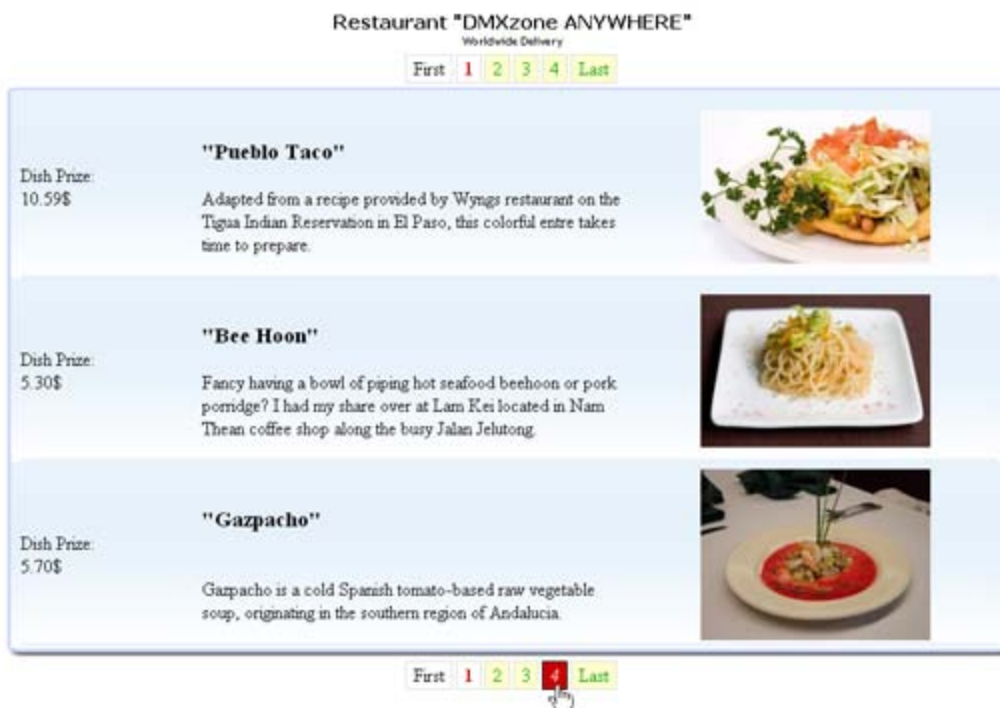 Restaurant "DMXzone ANYWHERE"
Worldwide Delivery
First 1 2 3 4 Last
"Pueblo Taco"
Dish Prize:
10.59$
Adapted from a recipe provided by Wyngs restaurant on the
Tigua Indian Reservation in El Paso, this colorful entre takes
time to prepare.
"Bee Hoon"
Dish Prize:
5.30$
Fancy having a bowl of piping hot seafood beehoon or pork
porridge? I had my share over at Lam Kei located in Nam
Thean coffee shop along the busy Jalan Jelutong.
"Gazpacho"
Dish Prize:
5.70$
Gazpacho is a cold Spanish tomato-based raw vegetable
soup, originating in the southern region of Andalucia.
First 1 2 3 4 Last